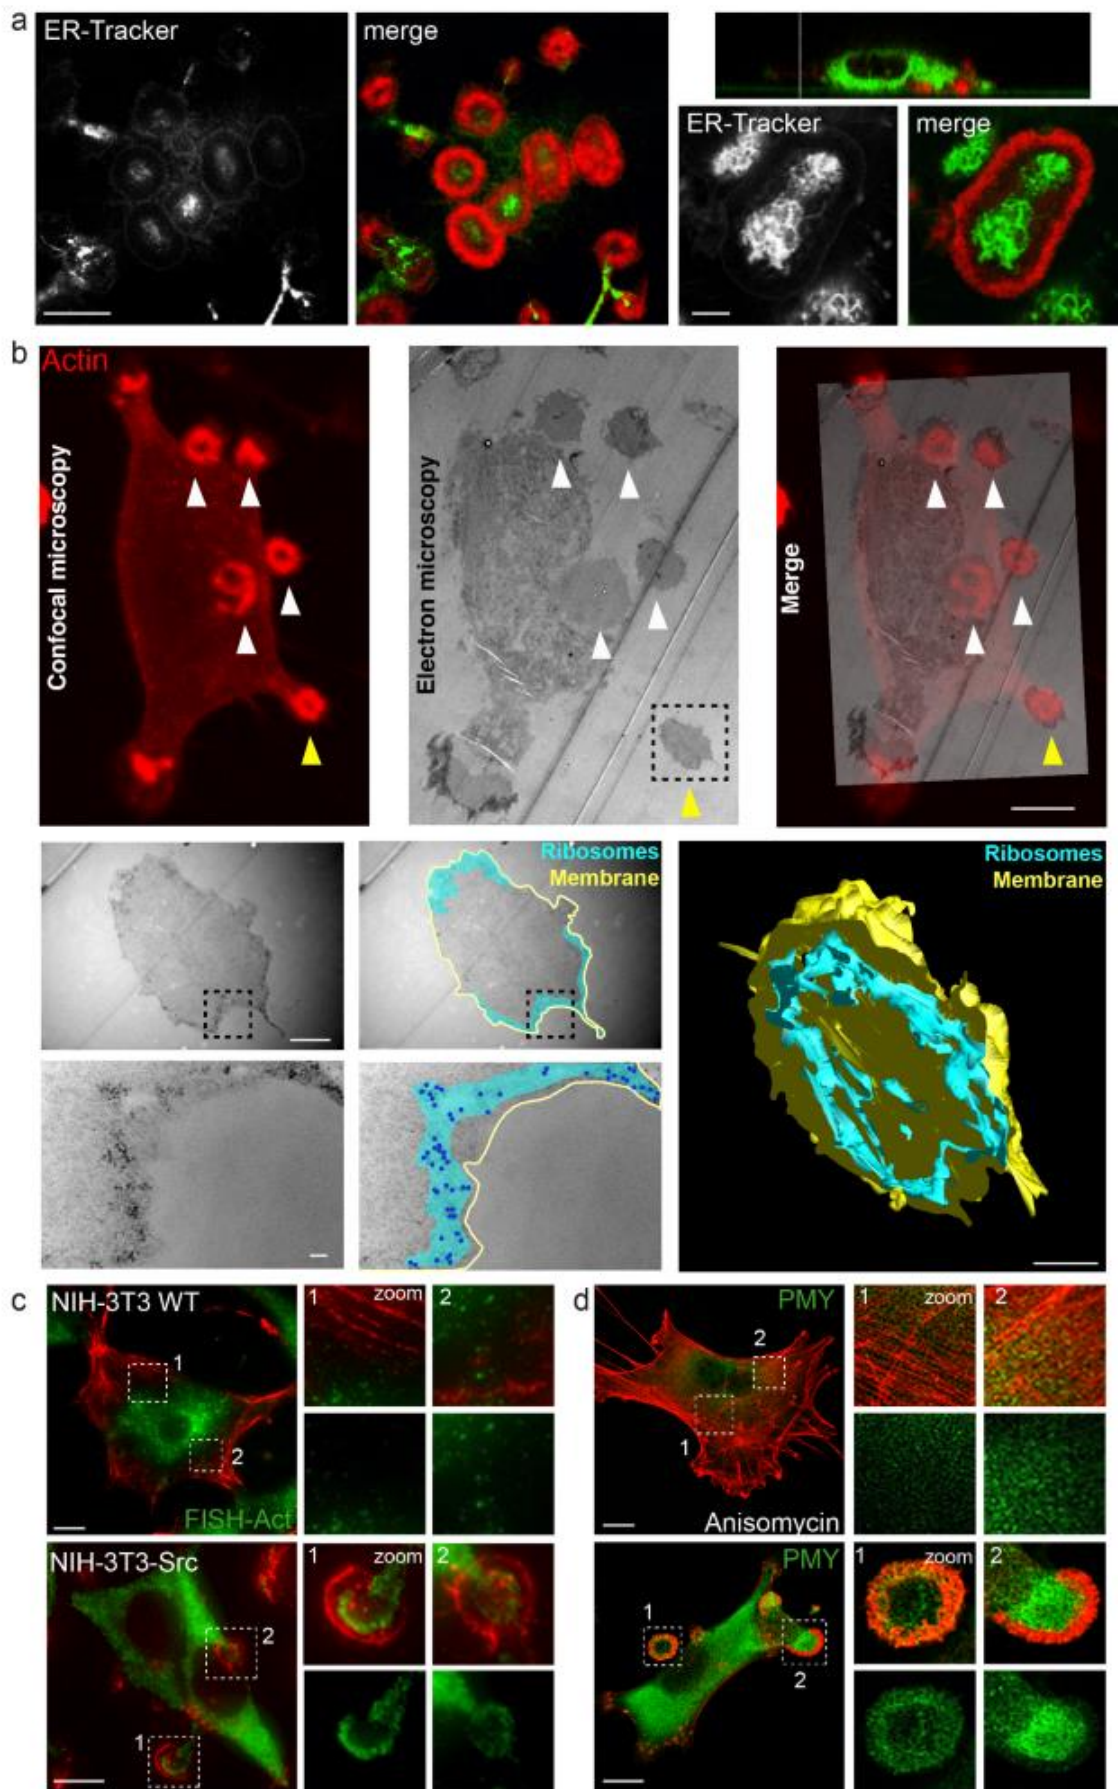 a
ER-Tracker
merge
ER-Tracker
merge
b
Actin
Confocal microscopy
Electron microscopy
Merge
Ribosomes
Membrane
Ribosomes
Membrane
c
NIH-3T3 WT
1
2
FISH-Act
1
zoom
2
NIH-3T3-Src
2
1
1
zoom
2
d
PMY
2
1
Anisomycin
1
zoom
2
PMY
1
2
1
zoom
2